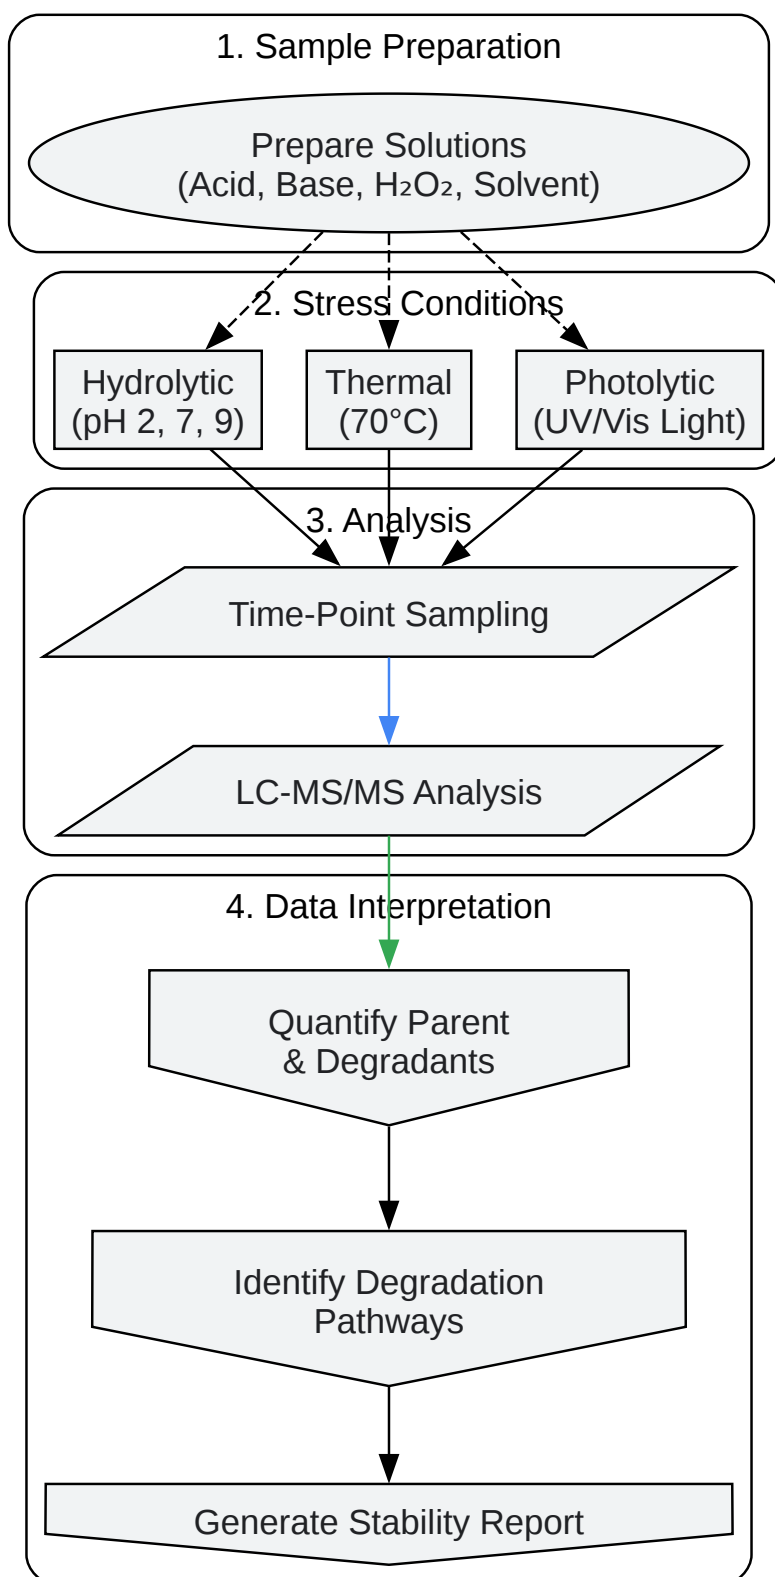 1. Sample Preparation
Prepare Solutions
(Acid, Base, H₂O₂, Solvent)
2. Stress Conditions
Hydrolytic
(pH 2, 7, 9)
Thermal
(70°C)
Photolytic
(UV/Vis Light)
3. Analysis
Time-Point Sampling
LC-MS/MS Analysis
4. Data Interpretation
Quantify Parent
& Degradants
Identify Degradation
Pathways
Generate Stability Report